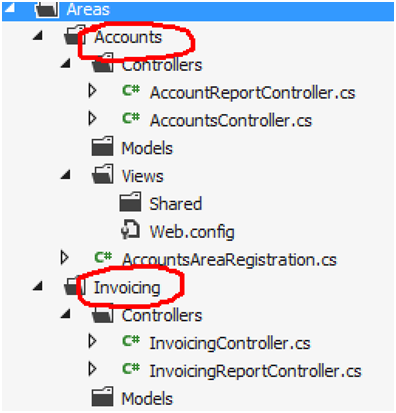 Areas
Accounts
Controllers
C# AccountReportController.cs
C# AccountsController.cs
Models
Views
Shared
Web.config
C# AccountsAreaRegistration.cs
Invoicing
Controllers
C# InvoicingController.cs
C# InvoicingReportController.cs
Models